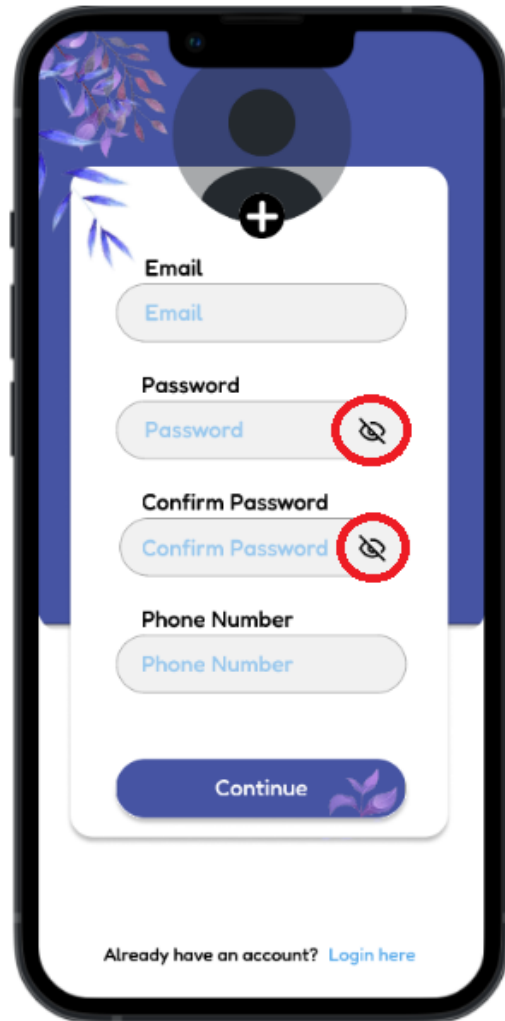 Email
Email
Password
Password
Confirm Password
Confirm Password
Phone Number
Phone Number
Continue
Already have an account? Login here